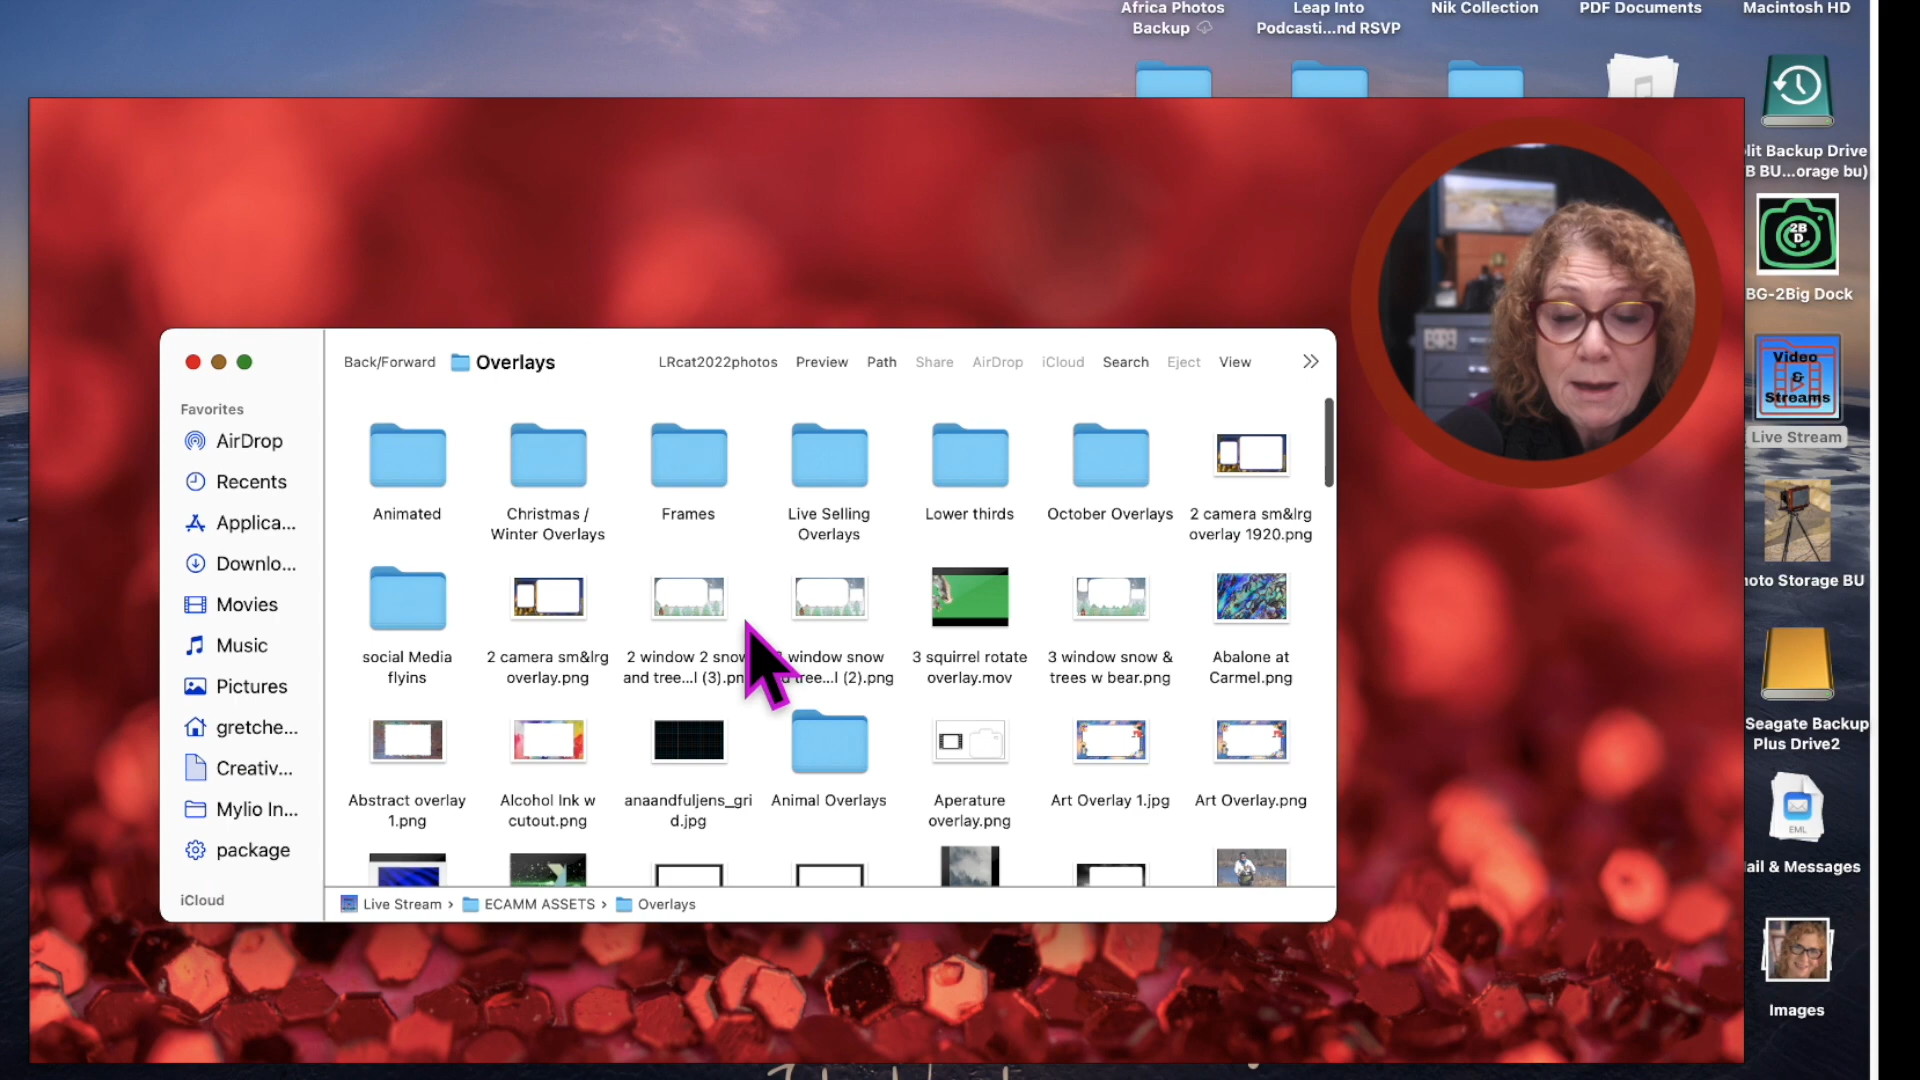 Africa Photos
Backup
Leap Into
Podcasti...nd RSVP
Nik Collection
PDF Documents
Macintosh HD
lit Backup Drive
B BU...orage bu)
2B
D
BG-2Big Dock
Video
&
Streams
Live Stream
oto Storage BU
Seagate Backup
Plus Drive2
EML
ail & Messages
Images
Back/Forward
Overlays
LRcat2022photos
Preview
Path
Share
AirDrop
iCloud
Search
Eject
View
Favorites
AirDrop
Recents
Applica...
Downlo...
Movies
Music
Pictures
gretche...
Creativ...
Mylio In...
package
iCloud
Animated
Christmas /
Winter Overlays
Frames
Live Selling
Overlays
Lower thirds
October Overlays
2 camera sm&lrg
overlay 1920.png
social Media
flyins
2 camera sm&lrg
overlay.png
2 window 2 snow
and tree...l (3).pn
window snow
d tree...l (2).png
3 squirrel rotate
overlay.mov
3 window snow &
trees w bear.png
Abalone at
Carmel.png
Abstract overlay
1.png
Alcohol Ink w
cutout.png
anaandfuljens_gri
d.jpg
Animal Overlays
Aperature
overlay.png
Art Overlay 1.jpg
Art Overlay.png
Live Stream › ECAMM ASSETS › Overlays